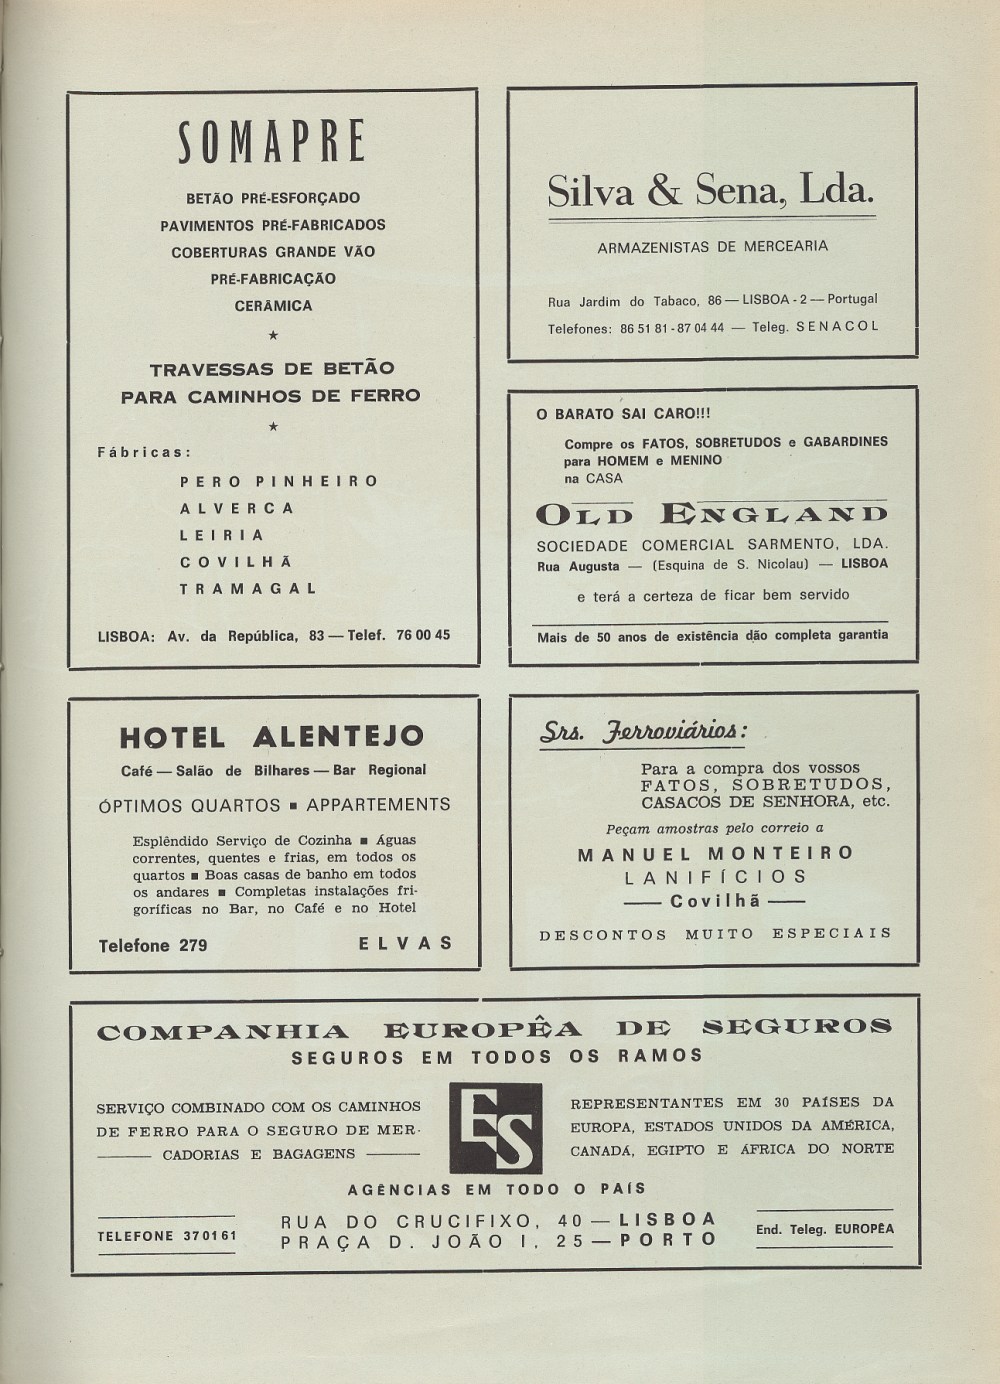 SOMAPRE
BETÃO PRÉ-ESFORÇADO
PAVIMENTOS PRÉ-FABRICADOS
COBERTURAS GRANDE VÃO
PRÉ-FABRICAÇÃO
CERÂMICA
★
TRAVESSAS DE BETÃO
PARA CAMINHOS DE FERRO
★
Fábricas:
PERO PINHEIRO
ALVERCA
LEIRIA
COVILHÃ
TRAMAGAL
LISBOA: Av. da República, 83 — Telef. 76 00 45
Silva & Sena, Lda.
ARMAZENISTAS DE MERCEARIA
Rua Jardim do Tabaco, 86 — LISBOA - 2 — Portugal
Telefones: 86 51 81 - 87 04 44 — Teleg. SENACOL
O BARATO SAI CARO!!!
Compre os FATOS, SOBRETUDOS e GABARDINES
para HOMEM e MENINO
na CASA
OLD ENGLAND
SOCIEDADE COMERCIAL SARMENTO, LDA.
Rua Augusta — (Esquina de S. Nicolau) — LISBOA
e terá a certeza de ficar bem servido
Mais de 50 anos de existência dão completa garantia
HOTEL ALENTEJO
Café — Salão de Bilhares — Bar Regional
ÓPTIMOS QUARTOS ■ APPARTEMENTS
Esplêndido Serviço de Cozinha ■ Águas
correntes, quentes e frias, em todos os
quartos ■ Boas casas de banho em todos
os andares ■ Completas instalações fri-
goríficas no Bar, no Café e no Hotel
Telefone 279 ELVAS
Srs. Ferroviários:
Para a compra dos vossos
FATOS, SOBRETUDOS,
CASACOS DE SENHORA, etc.
Peçam amostras pelo correio a
MANUEL MONTEIRO
LANIFÍCIOS
— Covilhã —
DESCONTOS MUITO ESPECIAIS
COMPANHIA EUROPÊA DE SEGUROS
SEGUROS EM TODOS OS RAMOS
SERVIÇO COMBINADO COM OS CAMINHOS
DE FERRO PARA O SEGURO DE MER-
CADORIAS E BAGAGENS
ES
REPRESENTANTES EM 30 PAÍSES DA
EUROPA, ESTADOS UNIDOS DA AMÉRICA,
CANADÁ, EGIPTO E ÁFRICA DO NORTE
AGÊNCIAS EM TODO O PAÍS
TELEFONE 37 01 61
RUA DO CRUCIFIXO, 40 — LISBOA
PRAÇA D. JOÃO I, 25 — PORTO
End. Teleg. EUROPÊA